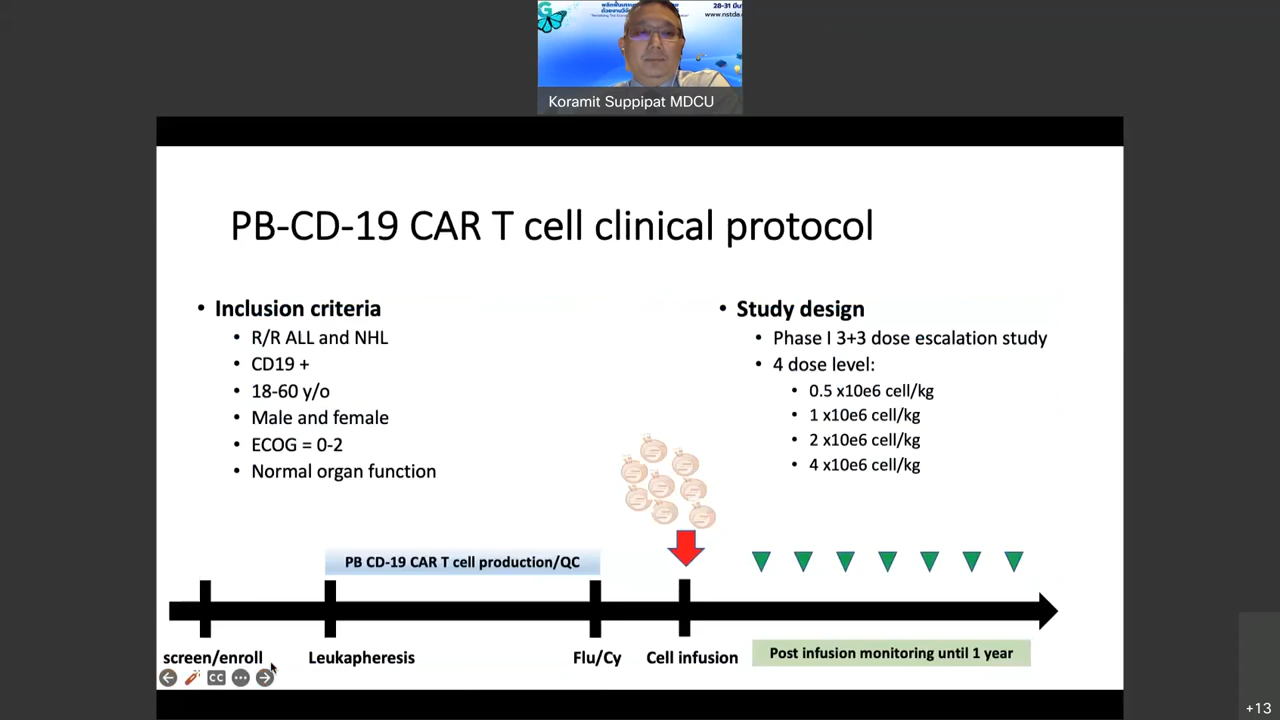 28-31
www.nstda.
Koramit Suppipat MDCU
PB-CD-19 CAR T cell clinical protocol
• Inclusion criteria
• R/R ALL and NHL
• CD19 +
• 18-60 y/o
• Male and female
• ECOG = 0-2
• Normal organ function
• Study design
• Phase I 3+3 dose escalation study
• 4 dose level:
• 0.5 x10e6 cell/kg
• 1 x10e6 cell/kg
• 2 x10e6 cell/kg
• 4 x10e6 cell/kg
PB CD-19 CAR T cell production/QC
screen/enroll
Leukapheresis
Flu/Cy
Cell infusion
Post infusion monitoring until 1 year
CC
+13